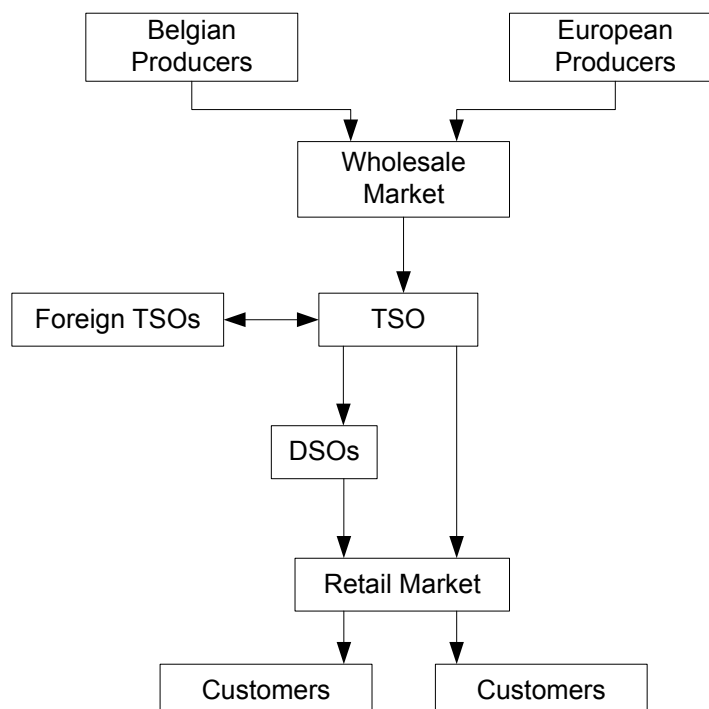 Belgian
Producers
European
Producers
Wholesale
Market
Foreign TSOs
TSO
DSOs
Retail Market
Customers
Customers